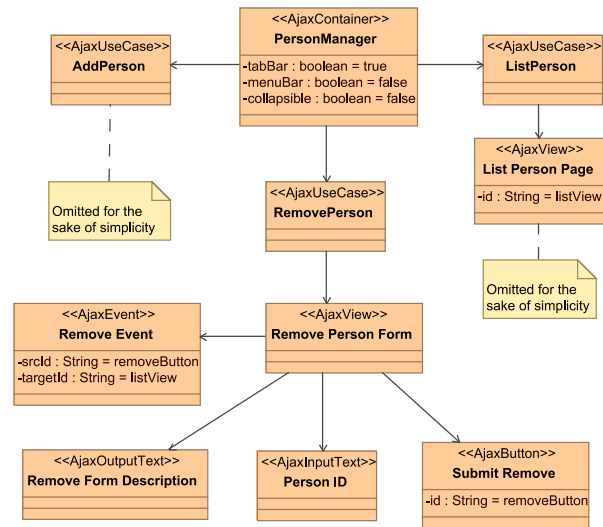 <<AjaxContainer>>
PersonManager
-tabBar : boolean = true
-menuBar : boolean = false
-collapsible : boolean = false
<<AjaxUseCase>>
AddPerson
<<AjaxUseCase>>
ListPerson
<<AjaxView>>
List Person Page
-id : String = listView
Omitted for the
sake of simplicity
<<AjaxUseCase>>
RemovePerson
Omitted for the
sake of simplicity
<<AjaxEvent>>
Remove Event
-srcId : String = removeButton
-targetId : String = listView
<<AjaxView>>
Remove Person Form
<<AjaxOutputText>>
Remove Form Description
<<AjaxInputText>>
Person ID
<<AjaxButton>>
Submit Remove
-id : String = removeButton